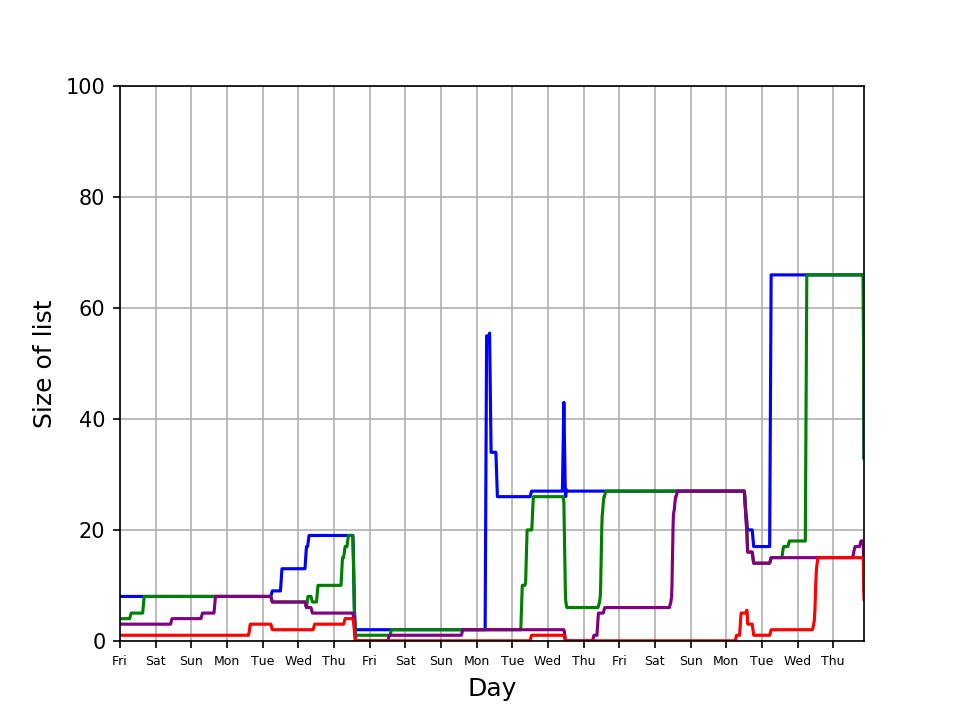 100
80
60
40
20
0
Size of list
Fri Sat Sun Mon Tue Wed Thu Fri Sat Sun Mon Tue Wed Thu Fri Sat Sun Mon Tue Wed Thu
Day